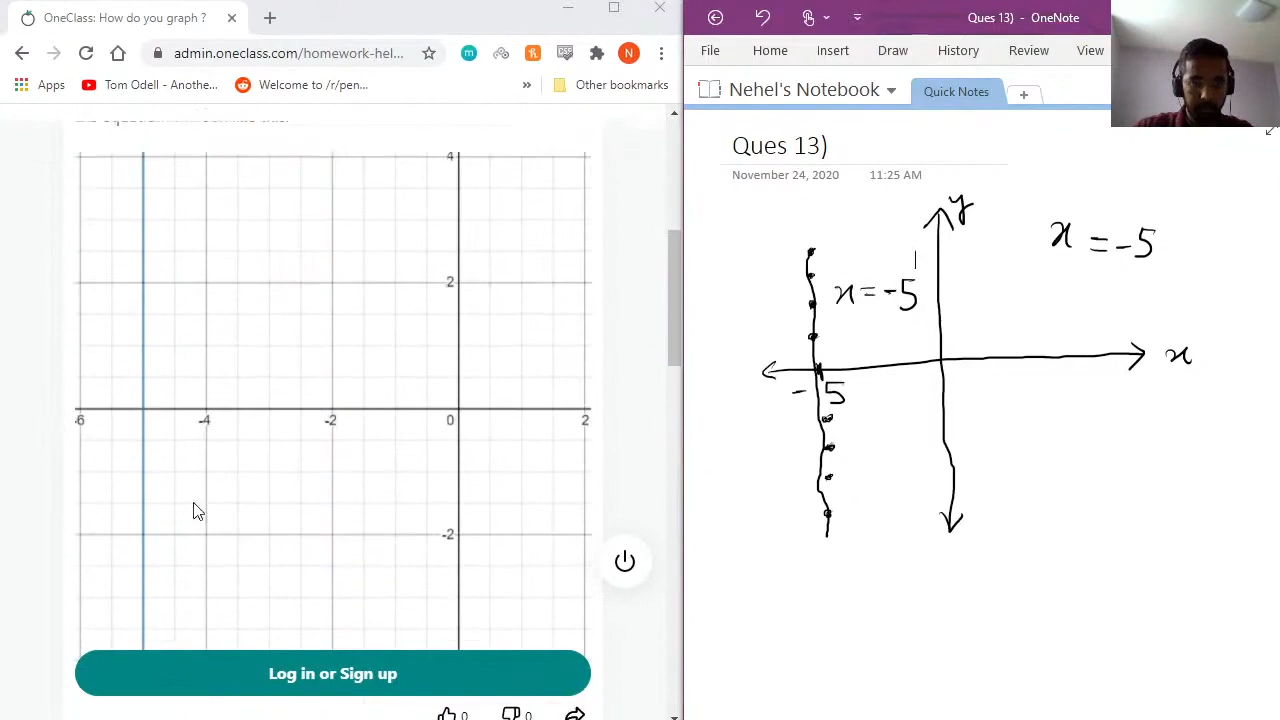 OneClass: How do you graph ?
admin.oneclass.com/homework-hel...
N
Apps
Tom Odell - Anothe...
Welcome to /r/pen...
»
Other bookmarks
4
2
-6
-4
-2
0
2
-2
Log in or Sign up
0
0
Ques 13) - OneNote
File
Home
Insert
Draw
History
Review
View
Nehel's Notebook
Quick Notes
Ques 13)
November 24, 2020
11:25 AM
y
x = -5
x = -5
x
-5